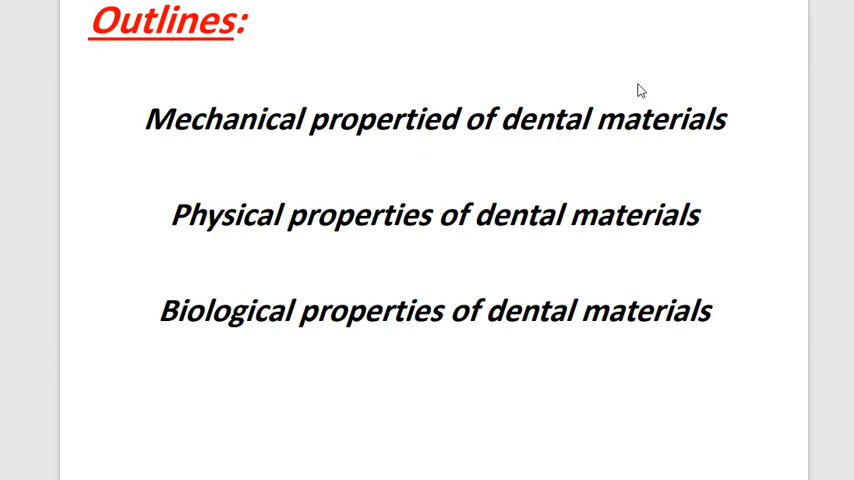 Outlines:
Mechanical propertied of dental materials
Physical properties of dental materials
Biological properties of dental materials